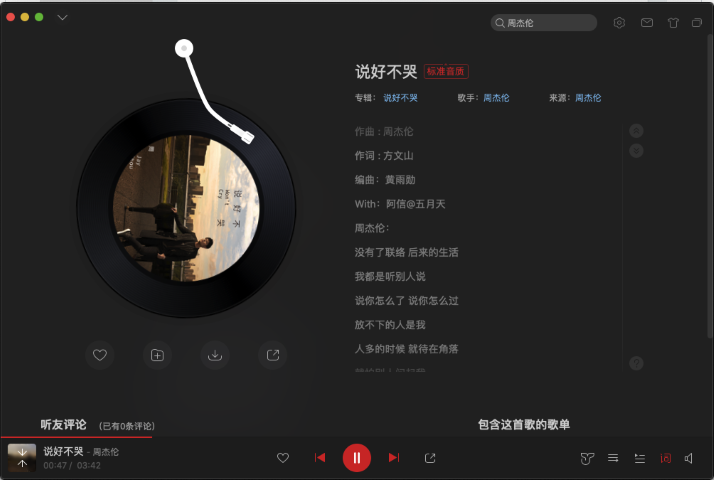 周杰伦
说好不哭 标准音质
专辑： 说好不哭 歌手：周杰伦 来源：周杰伦
作曲 : 周杰伦
作词 : 方文山
编曲：黄雨勋
With：阿信@五月天
周杰伦：
没有了联络 后来的生活
我都是听别人说
说你怎么了 说你怎么过
放不下的人是我
人多的时候 就待在角落
说好不哭
Won't Cry
听友评论 (已有0条评论)
包含这首歌的歌单
说好不哭 - 周杰伦
00:47 / 03:42
词